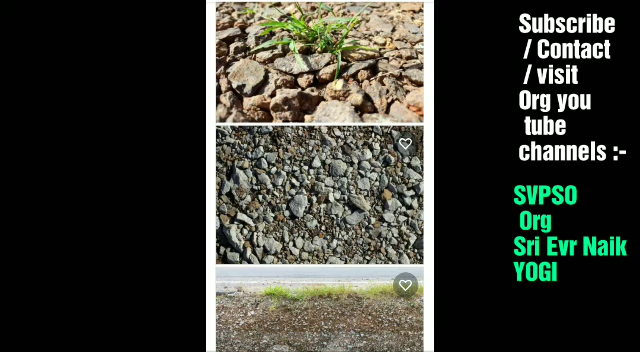 Subscribe
/ Contact
/ visit
Org you
tube
channels :-
SVPSO
Org
Sri Evr Naik
YOGI